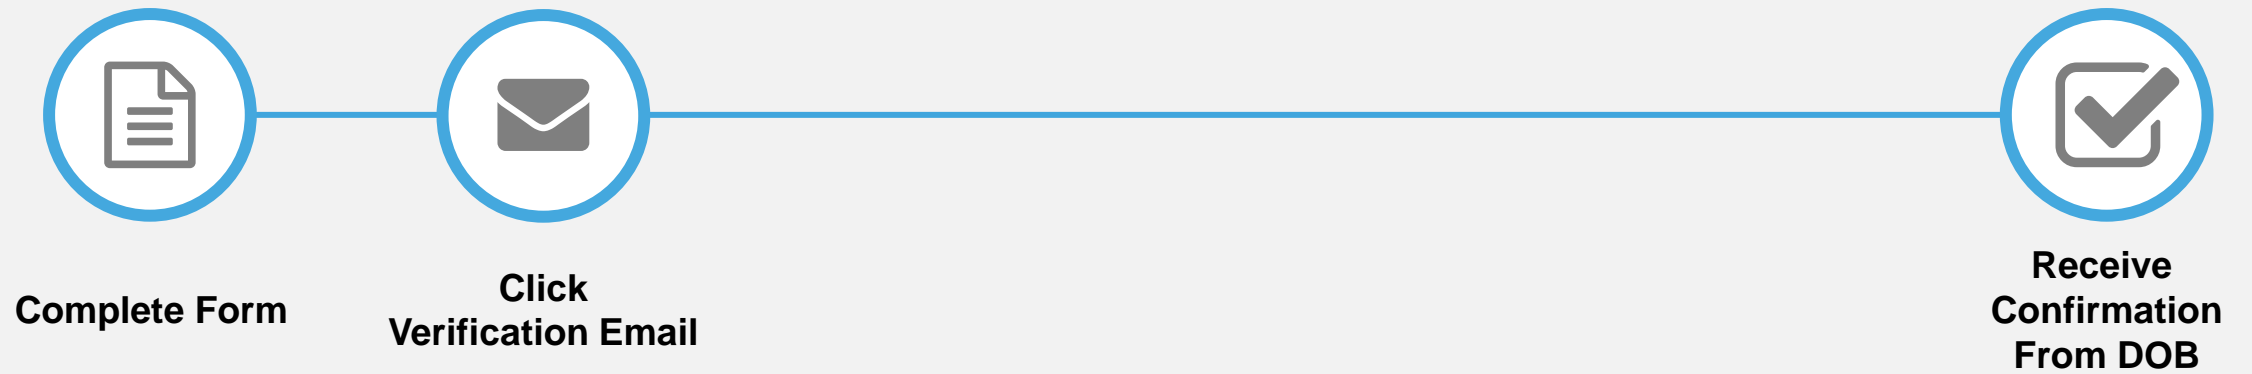 Complete Form
Click
Verification Email
Receive
Confirmation
From DOB